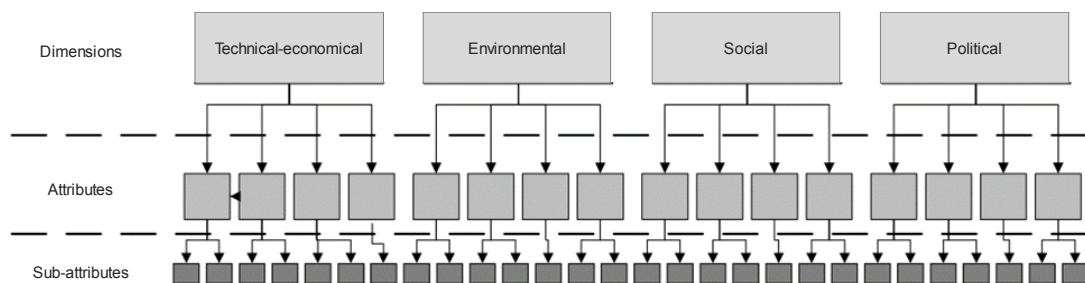 Dimensions
Technical-economical
Environmental
Social
Political
Attributes
Sub-attributes